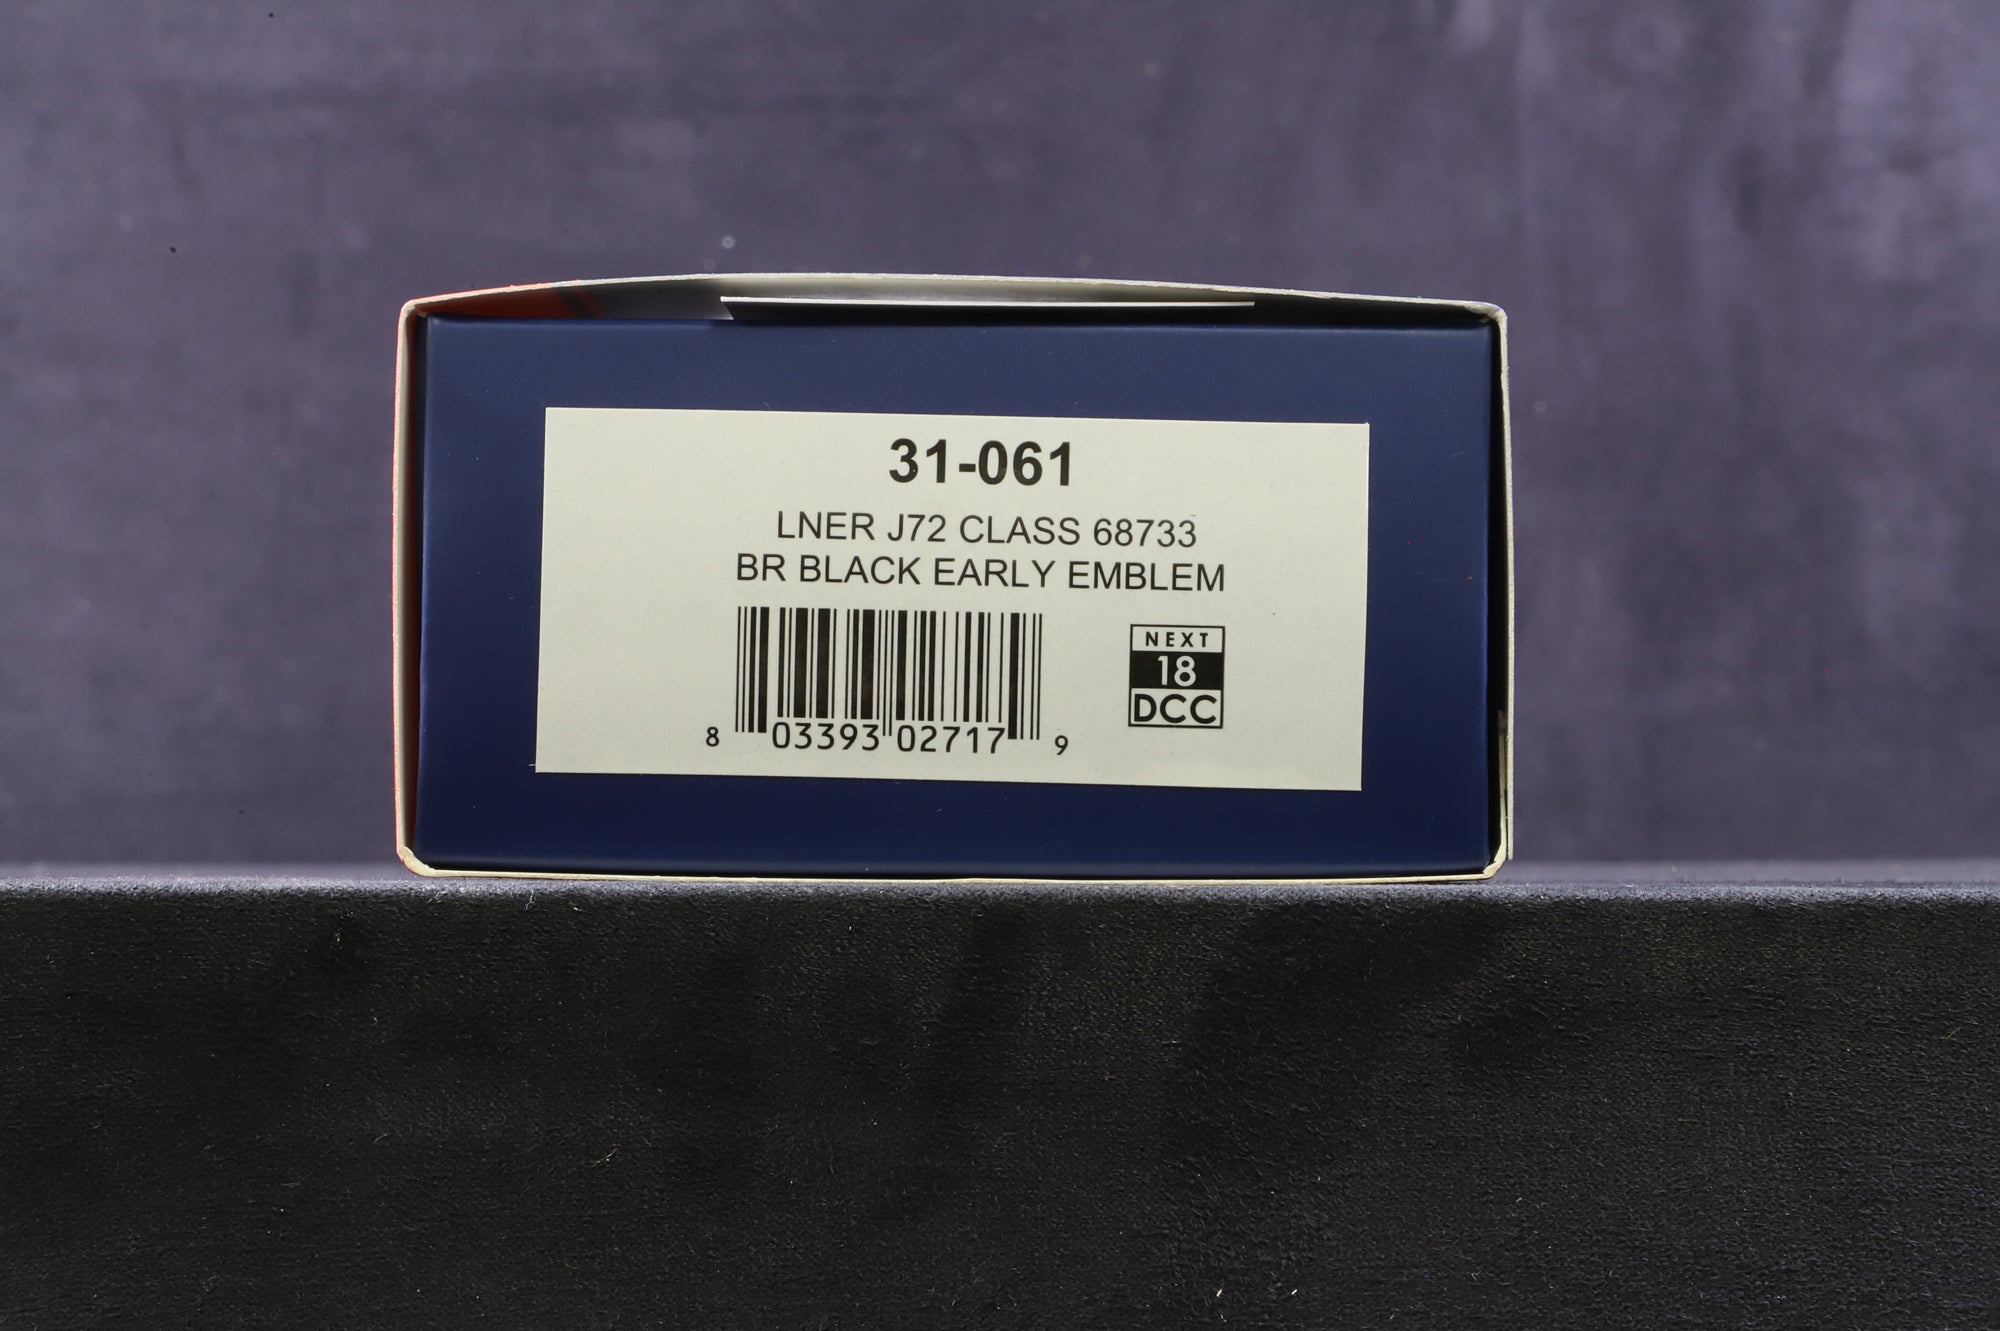 31-061
LNER J72 CLASS 68733
BR BLACK EARLY EMBLEM
8 03393 02717 9
NEXT
18
DCC